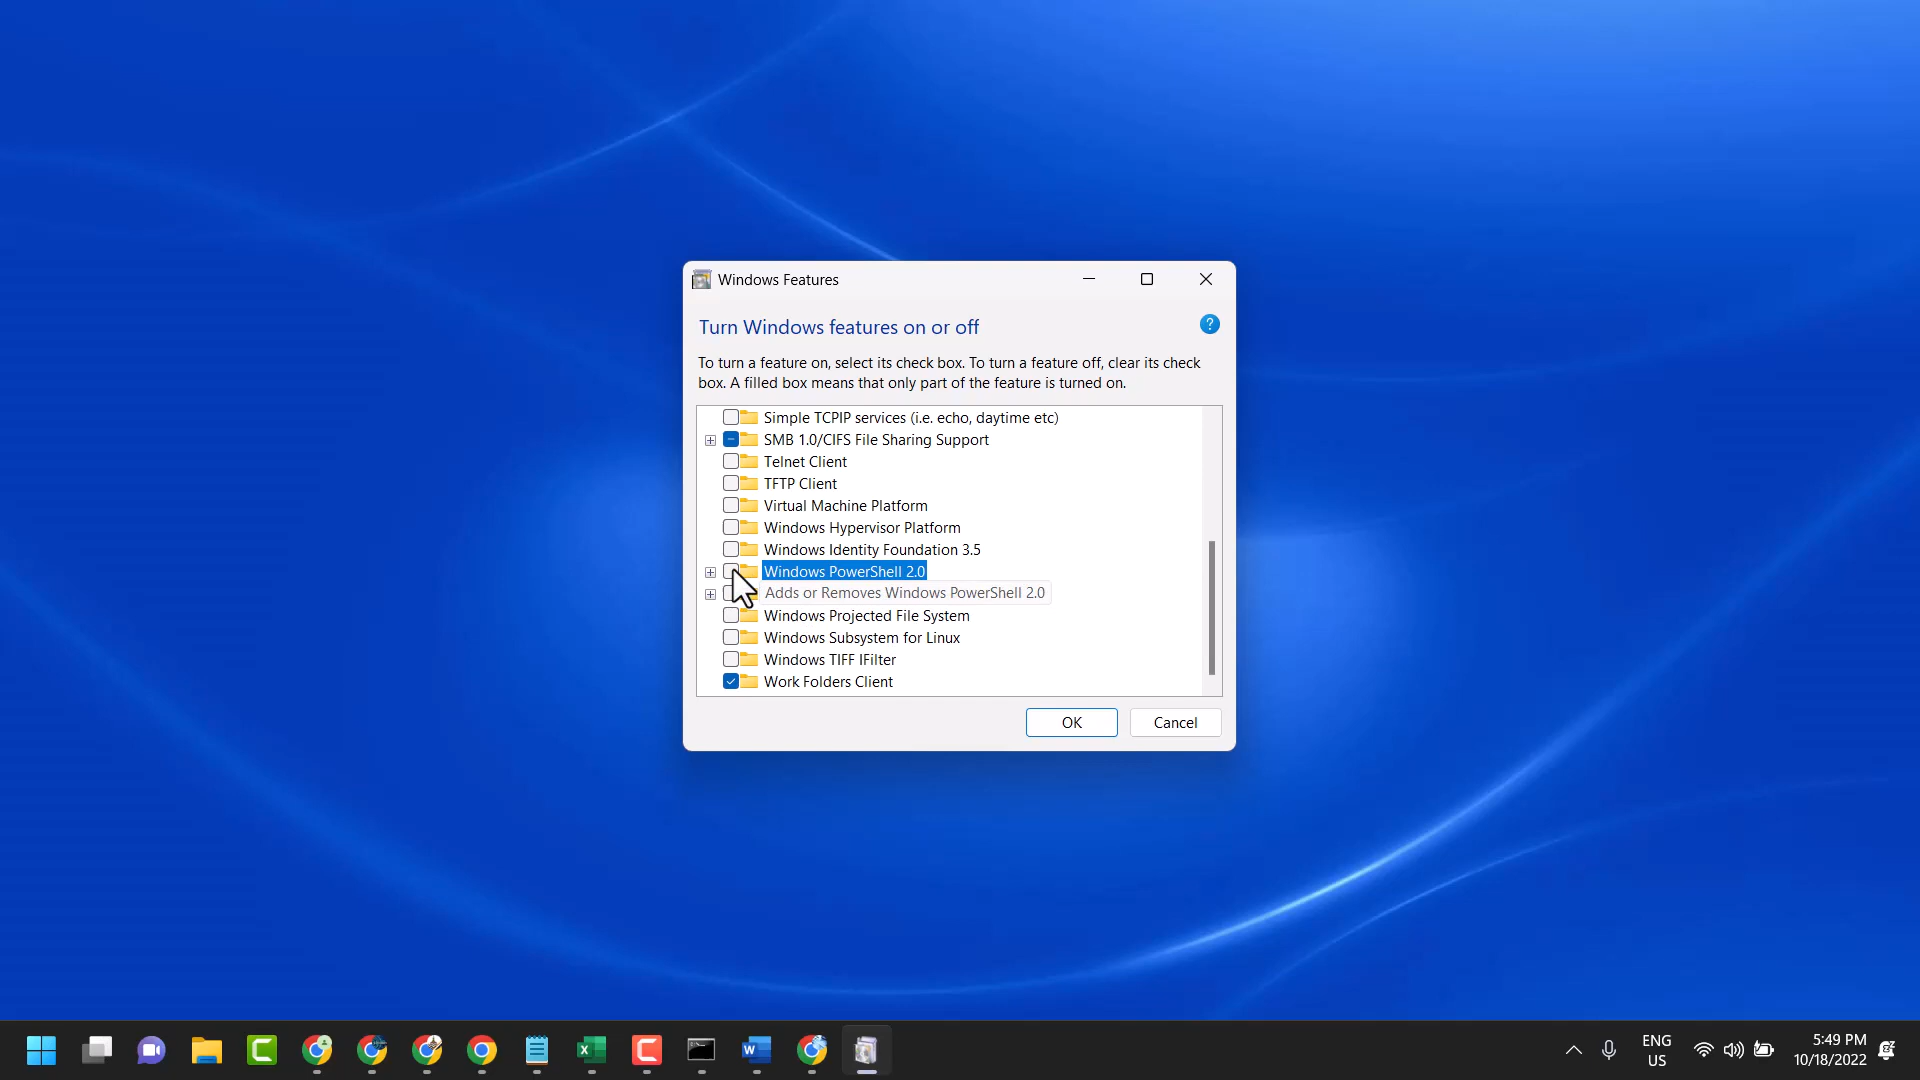 Windows Features
Turn Windows features on or off
?
To turn a feature on, select its check box. To turn a feature off, clear its check
box. A filled box means that only part of the feature is turned on.
Simple TCPIP services (i.e. echo, daytime etc)
SMB 1.0/CIFS File Sharing Support
Telnet Client
TFTP Client
Virtual Machine Platform
Windows Hypervisor Platform
Windows Identity Foundation 3.5
Windows PowerShell 2.0
Adds or Removes Windows PowerShell 2.0
Windows Projected File System
Windows Subsystem for Linux
Windows TIFF IFilter
Work Folders Client
OK Cancel
ENG
US
5:49 PM
10/18/2022